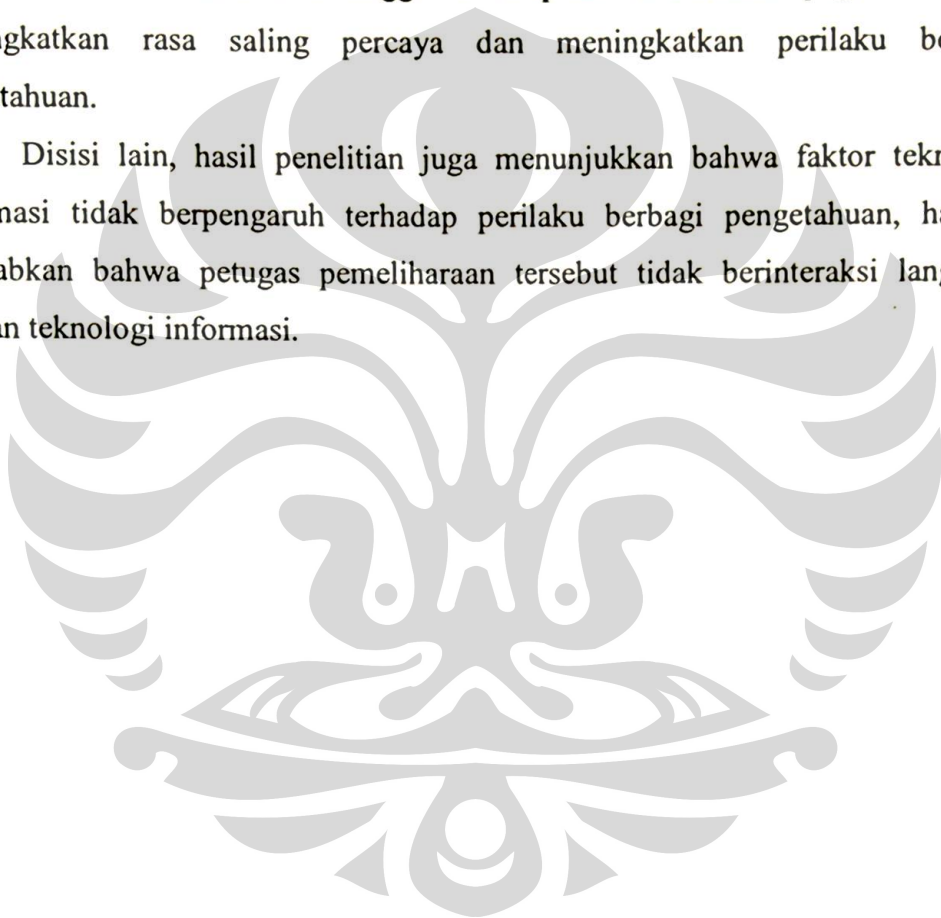 ngkatkan rasa saling percaya dan meningkatkan perilaku be
tahuan.
Disisi lain, hasil penelitian juga menunjukkan bahwa faktor tekn
masi tidak berpengaruh terhadap perilaku berbagi pengetahuan, ha
abkan bahwa petugas pemeliharaan tersebut tidak berinteraksi lang
n teknologi informasi.